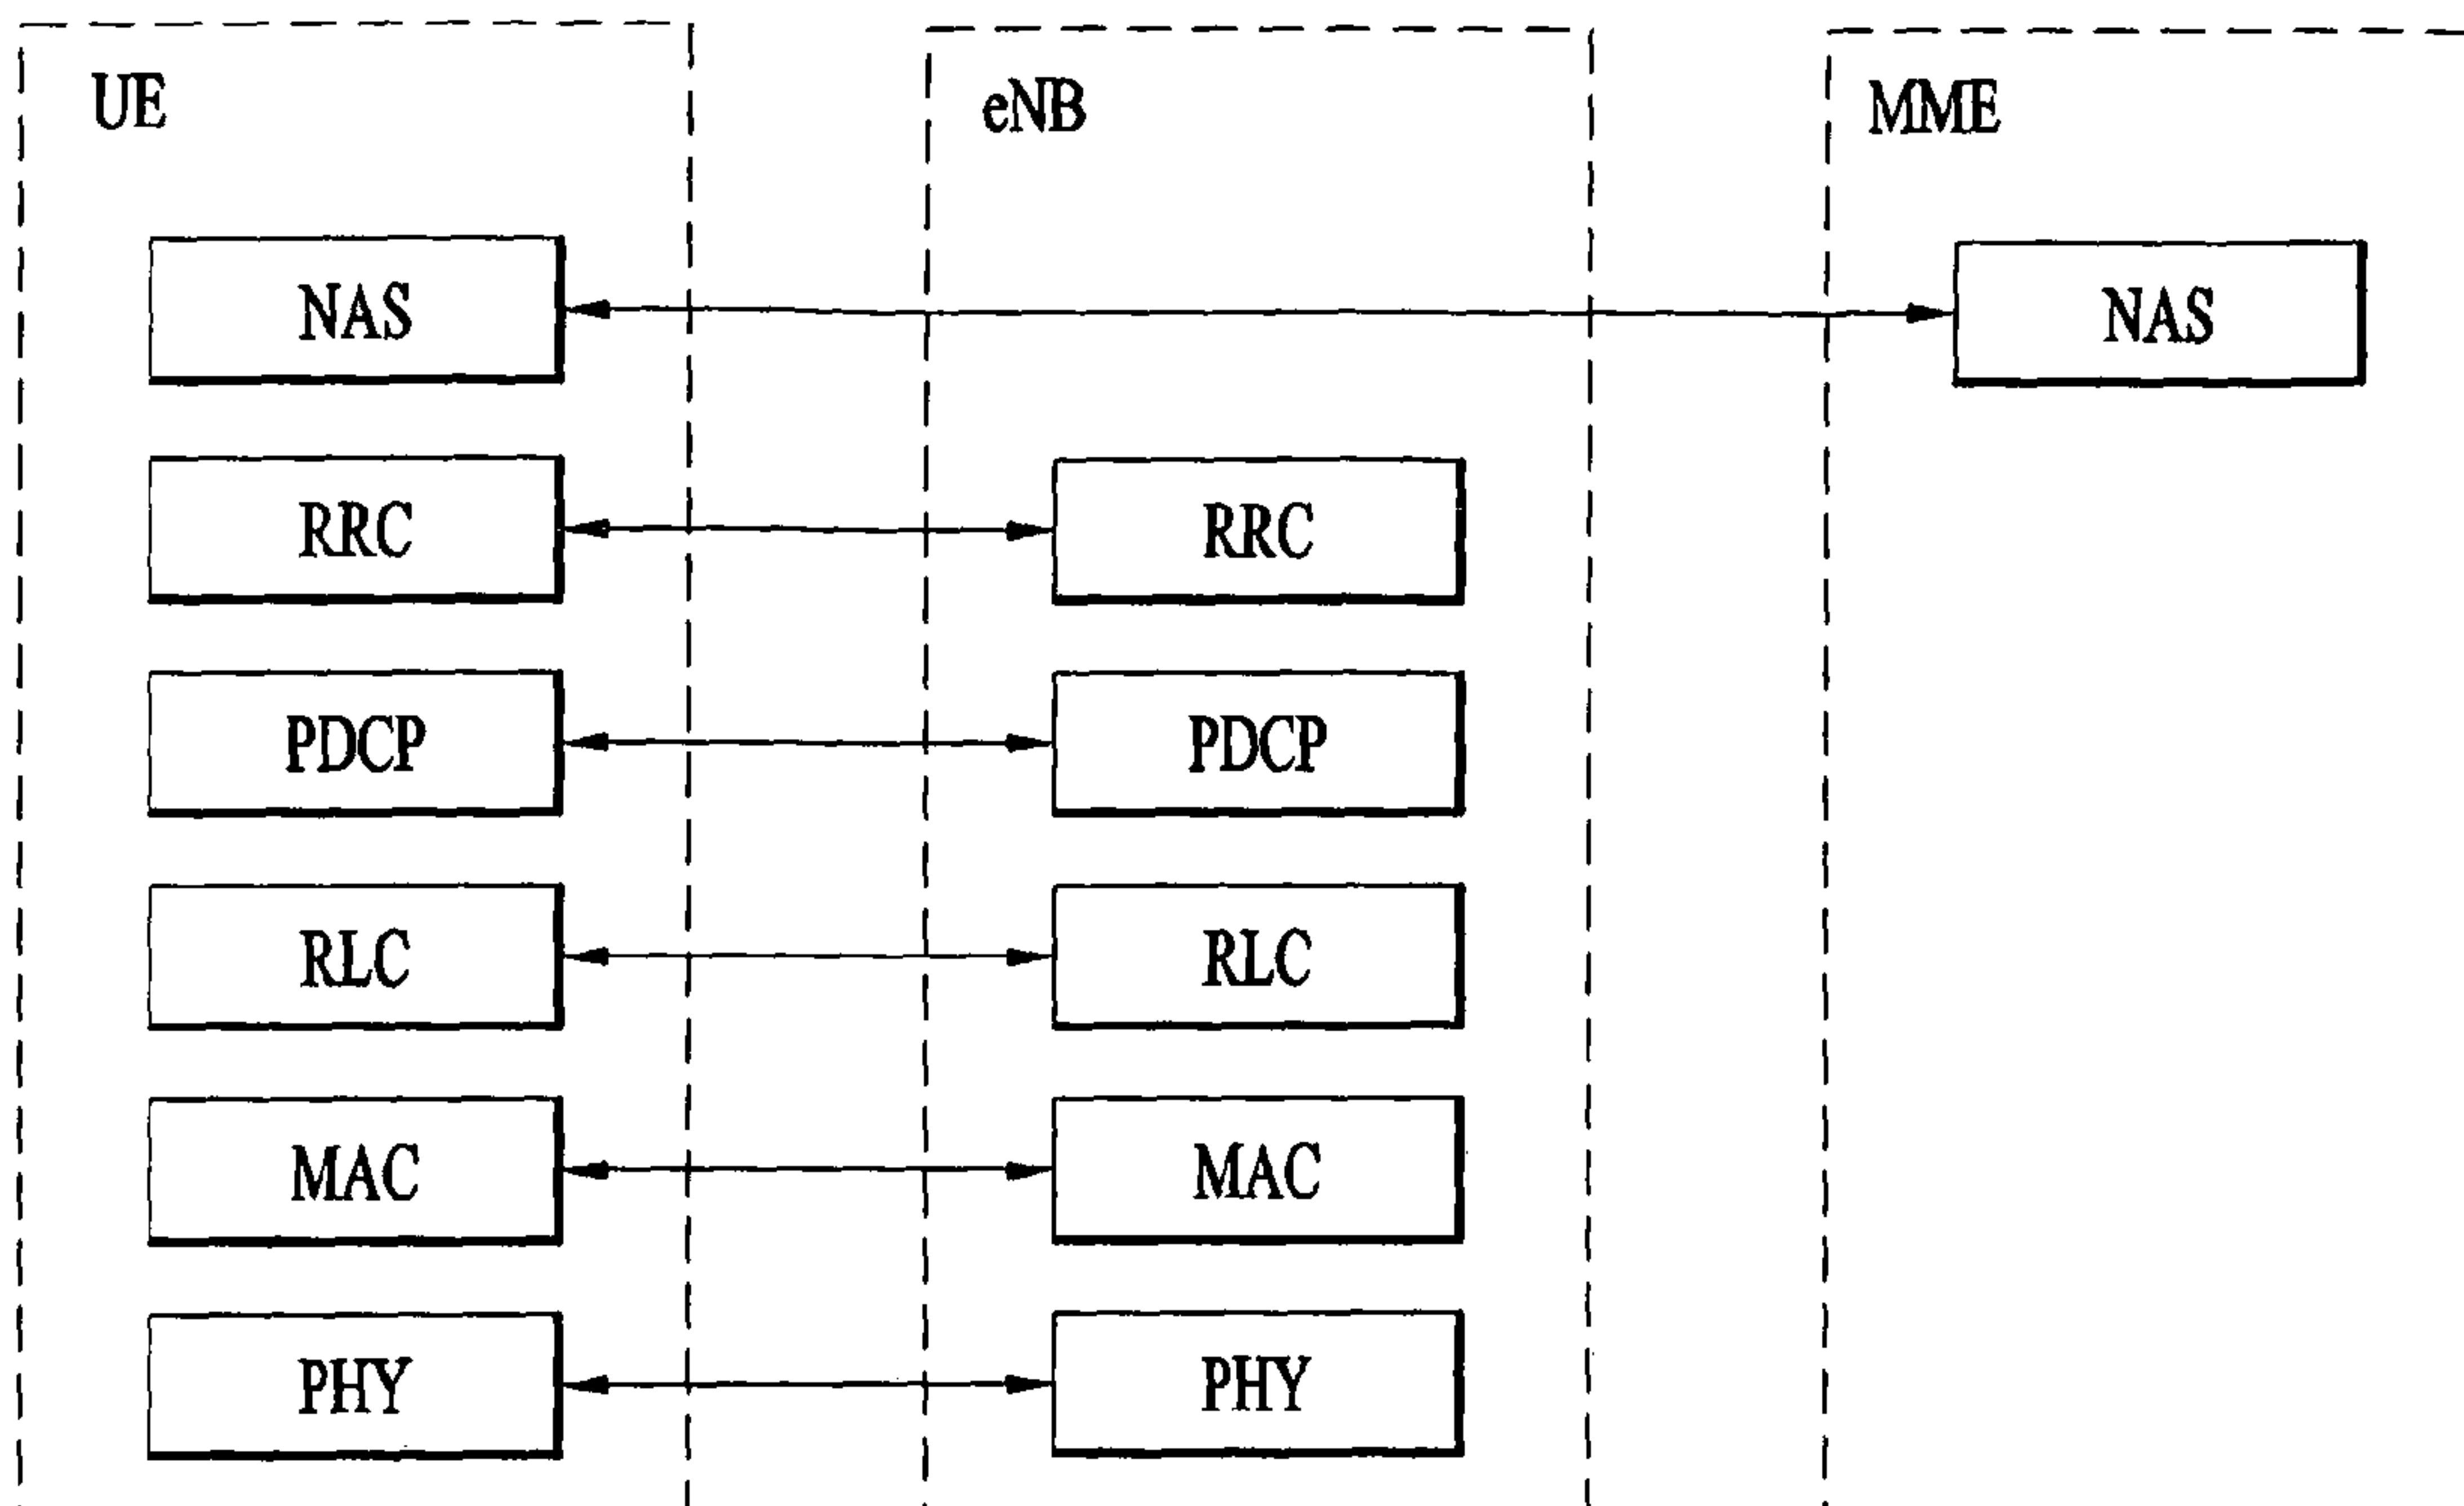 UE eNB MME
NAS NAS
RRC RRC
PDCP PDCP
RLC RLC
MAC MAC
PHY PHY